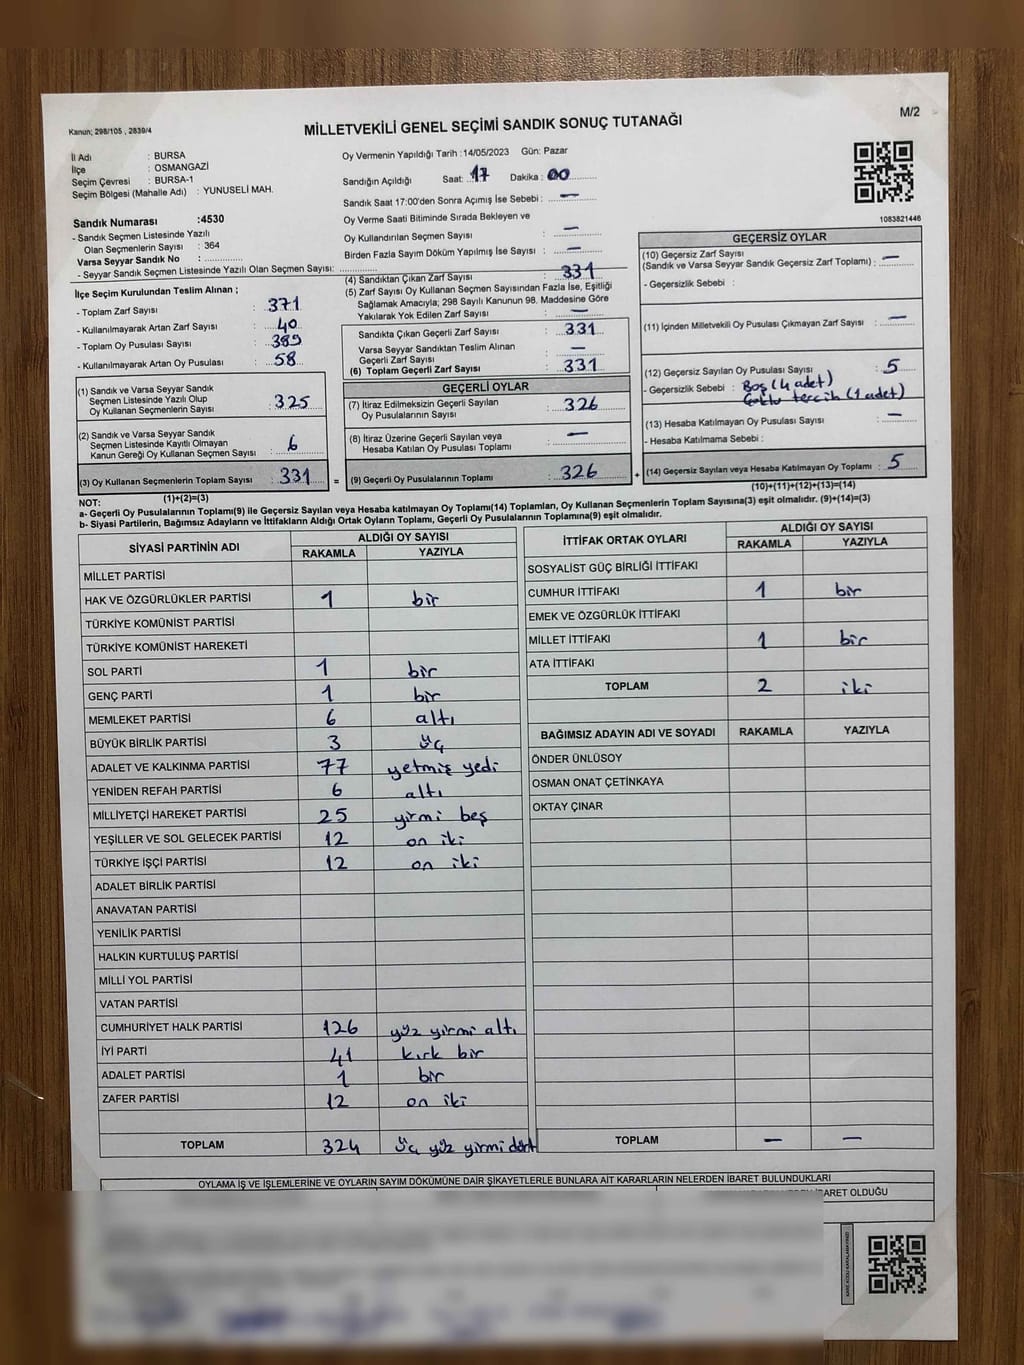 Kanun; 298/105 , 2839/4
MİLLETVEKİLİ GENEL SEÇİMİ SANDIK SONUÇ TUTANAĞI
M/2
İl Adı : BURSA
İlçe : OSMANGAZİ
Seçim Çevresi : BURSA-1
Seçim Bölgesi (Mahalle Adı) : YUNUSELİ MAH.
Sandık Numarası :4530
- Sandık Seçmen Listesinde Yazılı
Olan Seçmenlerin Sayısı : 364
Varsa Seyyar Sandık No :
- Seyyar Sandık Seçmen Listesinde Yazılı Olan Seçmen Sayısı:
Oy Vermenin Yapıldığı Tarih :14/05/2023 Gün: Pazar
Sandığın Açıldığı Saat: 17 Dakika : 00
Sandık Saat 17:00'den Sonra Açımış İse Sebebi : —
Oy Verme Saati Bitiminde Sırada Bekleyen ve
Oy Kullandırılan Seçmen Sayısı : —
Birden Fazla Sayım Döküm Yapılmış İse Sayısı : —
1083821446
İlçe Seçim Kurulundan Teslim Alınan ;
- Toplam Zarf Sayısı : 371
- Kullanılmayarak Artan Zarf Sayısı : 40
- Toplam Oy Pusulası Sayısı : 389
- Kullanılmayarak Artan Oy Pusulası : 58
(1) Sandık ve Varsa Seyyar Sandık
Seçmen Listesinde Yazılı Olup
Oy Kullanan Seçmenlerin Sayısı : 325
(2) Sandık ve Varsa Seyyar Sandık
Seçmen Listesinde Kayıtlı Olmayan
Kanun Gereği Oy Kullanan Seçmen Sayısı : 6
(3) Oy Kullanan Seçmenlerin Toplam Sayısı : 331
(1)+(2)=(3)
(4) Sandıktan Çıkan Zarf Sayısı : 331
(5) Zarf Sayısı Oy Kullanan Seçmen Sayısından Fazla İse, Eşitliği
Sağlamak Amacıyla; 298 Sayılı Kanunun 98. Maddesine Göre
Yakılarak Yok Edilen Zarf Sayısı : —
Sandıkta Çıkan Geçerli Zarf Sayısı : 331
Varsa Seyyar Sandıktan Teslim Alınan
Geçerli Zarf Sayısı : —
(6) Toplam Geçerli Zarf Sayısı : 331
GEÇERLİ OYLAR
(7) İtiraz Edilmeksizin Geçerli Sayılan
Oy Pusulalarının Sayısı : 326
(8) İtiraz Üzerine Geçerli Sayılan veya
Hesaba Katılan Oy Pusulası Toplamı : —
= (9) Geçerli Oy Pusulalarının Toplamı : 326
GEÇERSİZ OYLAR
(10) Geçersiz Zarf Sayısı
(Sandık ve Varsa Seyyar Sandık Geçersiz Zarf Toplamı) : —
- Geçersizlik Sebebi :
(11) İçinden Milletvekili Oy Pusulası Çıkmayan Zarf Sayısı : —
(12) Geçersiz Sayılan Oy Pusulası Sayısı : 5
- Geçersizlik Sebebi : Boş (4 adet)
Çoklu tercih (1 adet)
(13) Hesaba Katılmayan Oy Pusulası Sayısı : —
- Hesaba Katılmama Sebebi :
+ (14) Geçersiz Sayılan veya Hesaba Katılmayan Oy Toplamı : 5
(10)+(11)+(12)+(13)=(14)
NOT:
a- Geçerli Oy Pusulalarının Toplamı(9) ile Geçersiz Sayılan veya Hesaba katılmayan Oy Toplamı(14) Toplamları, Oy Kullanan Seçmenlerin Toplam Sayısına(3) eşit olmalıdır. (9)+(14)=(3)
b- Siyasi Partilerin, Bağımsız Adayların ve İttifakların Aldığı Ortak Oyların Toplamı, Geçerli Oy Pusulalarının Toplamına(9) eşit olmalıdır.
SİYASİ PARTİNİN ADI ALDIĞI OY SAYISI
RAKAMLA YAZIYLA
MİLLET PARTİSİ
HAK VE ÖZGÜRLÜKLER PARTİSİ 1 bir
TÜRKİYE KOMÜNİST PARTİSİ
TÜRKİYE KOMÜNİST HAREKETİ
SOL PARTİ 1 bir
GENÇ PARTİ 1 bir
MEMLEKET PARTİSİ 6 altı
BÜYÜK BİRLİK PARTİSİ 3 üç
ADALET VE KALKINMA PARTİSİ 77 yetmiş yedi
YENİDEN REFAH PARTİSİ 6 altı
MİLLİYETÇİ HAREKET PARTİSİ 25 yirmi beş
YEŞİLLER VE SOL GELECEK PARTİSİ 12 on iki
TÜRKİYE İŞÇİ PARTİSİ 12 on iki
ADALET BİRLİK PARTİSİ
ANAVATAN PARTİSİ
YENİLİK PARTİSİ
HALKIN KURTULUŞ PARTİSİ
MİLLİ YOL PARTİSİ
VATAN PARTİSİ
CUMHURİYET HALK PARTİSİ 126 yüz yirmi altı
İYİ PARTİ 41 kırk bir
ADALET PARTİSİ 1 bir
ZAFER PARTİSİ 12 on iki
TOPLAM 324 üç yüz yirmi dört
İTTİFAK ORTAK OYLARI ALDIĞI OY SAYISI
RAKAMLA YAZIYLA
SOSYALİST GÜÇ BİRLİĞİ İTTİFAKI
CUMHUR İTTİFAKI 1 bir
EMEK VE ÖZGÜRLÜK İTTİFAKI
MİLLET İTTİFAKI 1 bir
ATA İTTİFAKI
TOPLAM 2 iki
BAĞIMSIZ ADAYIN ADI VE SOYADI RAKAMLA YAZIYLA
ÖNDER ÜNLÜSOY
OSMAN ONAT ÇETİNKAYA
OKTAY ÇINAR
TOPLAM — —
OYLAMA İŞ VE İŞLEMLERİNE VE OYLARIN SAYIM DÖKÜMÜNE DAİR ŞİKAYETLERLE BUNLARA AİT KARARLARIN NELERDEN İBARET BULUNDUKLARI
İBARET OLDUĞU